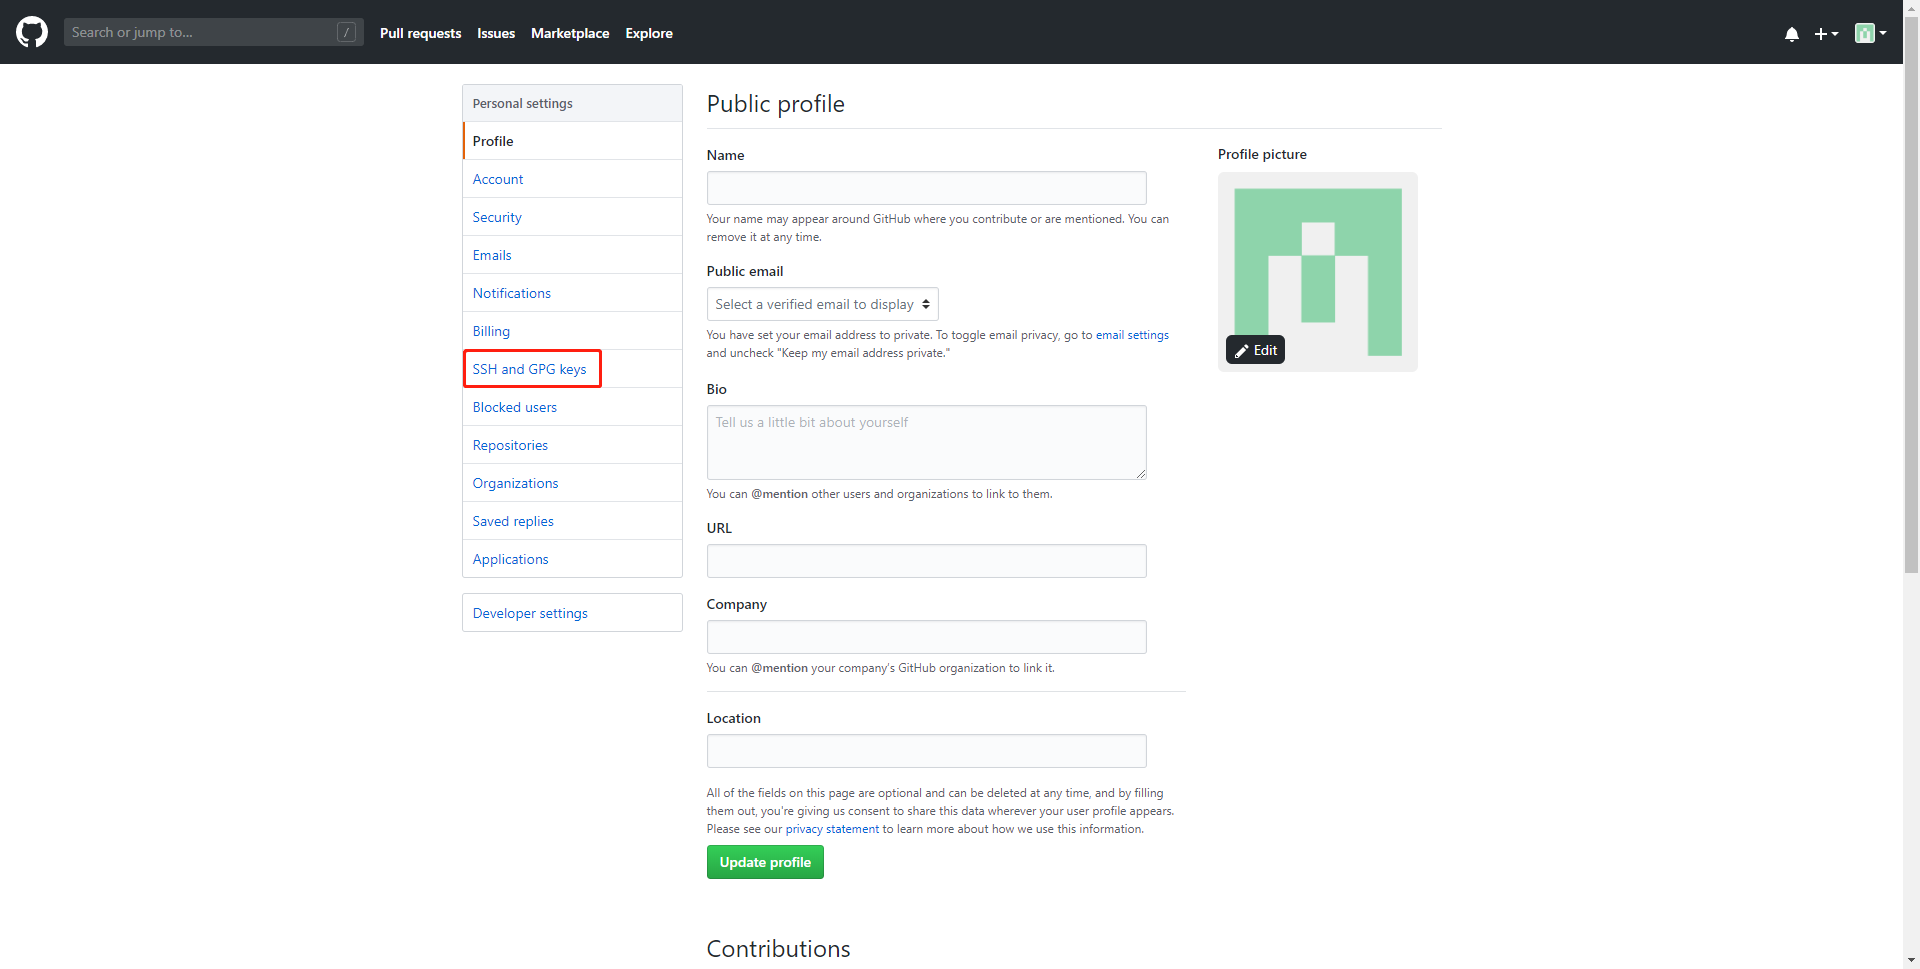 Search or jump to...
/
Pull requests
Issues
Marketplace
Explore
Personal settings
Profile
Account
Security
Emails
Notifications
Billing
SSH and GPG keys
Blocked users
Repositories
Organizations
Saved replies
Applications
Developer settings
Public profile
Name
Your name may appear around GitHub where you contribute or are mentioned. You can
remove it at any time.
Public email
Select a verified email to display
You have set your email address to private. To toggle email privacy, go to email settings
and uncheck "Keep my email address private."
Bio
Tell us a little bit about yourself
You can @mention other users and organizations to link to them.
URL
Company
You can @mention your company's GitHub organization to link it.
Location
All of the fields on this page are optional and can be deleted at any time, and by filling
them out, you're giving us consent to share this data wherever your user profile appears.
Please see our privacy statement to learn more about how we use this information.
Update profile
Profile picture
Edit
Contributions